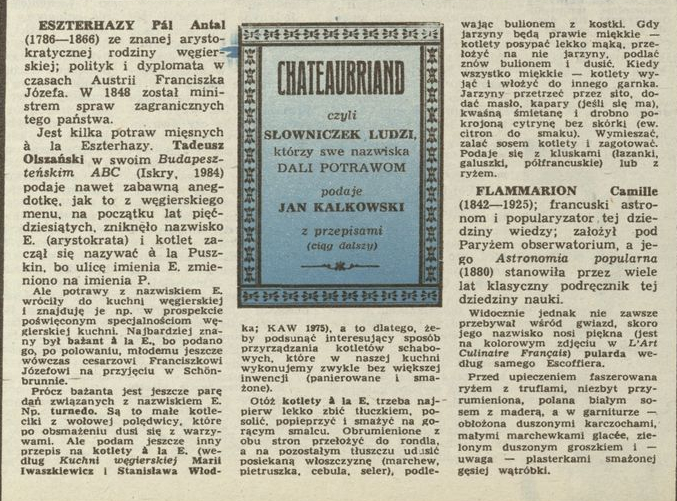 ESZTERHAZY Pál Antal
(1786—1866) ze znanej arysto-
kratycznej rodziny węgier-
skiej; polityk i dyplomata w
czasach Austrii Franciszka
Józefa. W 1848 został mini-
strem spraw zagranicznych
tego państwa.
Jest kilka potraw mięsnych
à la Eszterhazy. Tadeusz
Olszański w swoim Budapesz-
teńskim ABC (Iskry, 1984)
podaje nawet zabawną aneg-
dotkę, jak to z węgierskiego
menu, na początku lat pięć-
dziesiątych, zniknęło nazwisko
E. (arystokrata) i kotlet za-
czął się nazywać à la Pusz-
kin, bo ulicę imienia E. zmie-
niono na imienia P.
Ale potrawy z nazwiskiem E.
wróciły do kuchni węgierskiej
i znajduję je np. w prospekcie
poświęconym specjalnościom wę-
gierskiej kuchni. Najbardziej zna-
ny był bażant à la E., bo podano
go, po polowaniu, młodemu jeszcze
wówczas cesarzowi Franciszkowi
Józefowi na przyjęciu w Schön-
brunnie.
Prócz bażanta jest jeszcze parę
dań związanych z nazwiskiem E.
Np. turnedo. Są to małe kotle-
ciki z wołowej polędwicy, które
po obsmażeniu dusi się z warzy-
wami. Ale podam jeszcze inny
przepis na kotlety à la E. (we-
dług Kuchni węgierskiej Marii
Iwaszkiewicz i Stanisława Włod-
CHATEAUBRIAND
czyli
SŁOWNICZEK LUDZI,
którzy swe nazwiska
DALI POTRAWOM
podaje
JAN KALKOWSKI
z przepisami
(ciąg dalszy)
ka; KAW 1975), a to dlatego, że-
by podsunąć interesujący sposób
przyrządzania kotletów schabo-
wych, które w naszej kuchni
wykonujemy zwykle bez większej
inwencji (panierowane i sma-
żone).
Otóż kotlety à la E. trzeba naj-
pierw lekko zbić tłuczkiem, po-
solić, popieprzyć i smażyć na go-
rącym smalcu. Obrumienione z
obu stron przełożyć do rondla,
a na pozostałym tłuszczu udusić
posiekaną włoszczyznę (marchew,
pietruszka, cebula, seler), podle-
wając bulionem z kostki. Gdy
jarzyny będą prawie miękkie —
kotlety posypać lekko mąką, prze-
łożyć na nie jarzyny, podlać
znów bulionem i dusić. Kiedy
wszystko miękkie — kotlety wy-
jąć i włożyć do innego garnka.
Jarzyny przetrzeć przez sito, do-
dać masło, kapary (jeśli się ma),
kwaśną śmietanę i drobno po-
krojoną cytrynę bez skórki (ew.
citron do smaku). Wymieszać,
zalać sosem kotlety i zagotować.
Podaje się z kluskami (łazanki,
galuszki, półfrancuskie) lub z
ryżem.
FLAMMARION Camille
(1842—1925); francuski astro-
nom i popularyzator tej dzie-
dziny wiedzy; założył pod
Paryżem obserwatorium, a je-
go Astronomia popularna
(1880) stanowiła przez wiele
lat klasyczny podręcznik tej
dziedziny nauki.
Widocznie jednak nie zawsze
przebywał wśród gwiazd, skoro
jego nazwisko nosi piękna (jest
na kolorowym zdjęciu w L'Art
Culinaire Français) pularda we-
dług samego Escoffiera.
Przed upieczeniem faszerowana
ryżem z truflami, niezbyt przy-
rumieniona, polana białym so-
sem z maderą, a w garniturze —
obłożona duszonymi karczochami,
małymi marchewkami glacée, zie-
lonym duszonym groszkiem i —
uwaga — plasterkami smażonej
gęsiej wątróbki.